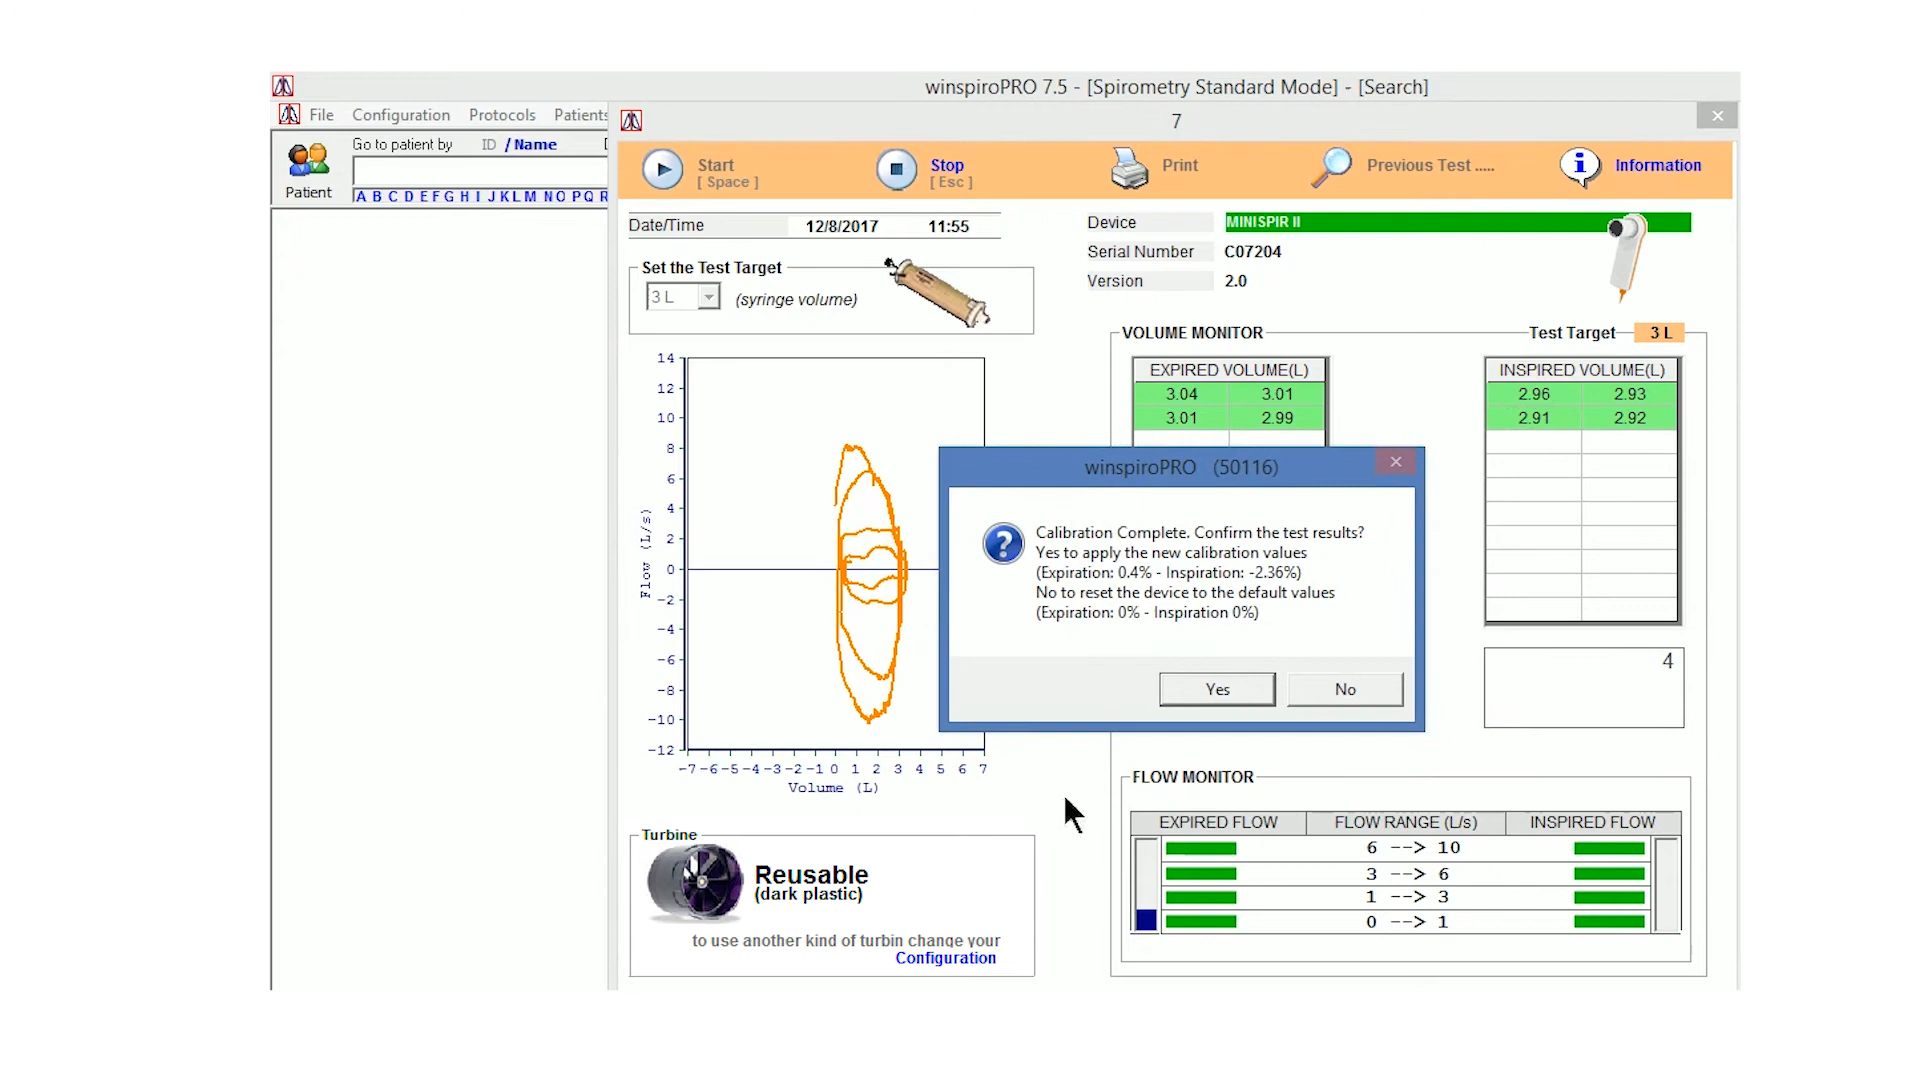 winspiroPRO 7.5 - [Spirometry Standard Mode] - [Search]
File Configuration Protocols Patients
7
Patient
Go to patient by ID / Name
A B C D E F G H I J K L M N O P Q R
Start
[ Space ]
Stop
[ Esc ]
Print
Previous Test .....
Information
Date/Time 12/8/2017 11:55
Set the Test Target
3 L (syringe volume)
Device MINISPIR II
Serial Number C07204
Version 2.0
VOLUME MONITOR
Test Target 3 L
EXPIRED VOLUME(L)
3.04 3.01
3.01 2.99
INSPIRED VOLUME(L)
2.96 2.93
2.91 2.92
4
14
12
10
8
6
4
2
0
-2
-4
-6
-8
-10
-12
Flow (L/s)
-7 -6 -5 -4 -3 -2 -1 0 1 2 3 4 5 6 7
Volume (L)
winspiroPRO (50116)
Calibration Complete. Confirm the test results?
Yes to apply the new calibration values
(Expiration: 0.4% - Inspiration: -2.36%)
No to reset the device to the default values
(Expiration: 0% - Inspiration 0%)
Yes No
Turbine
Reusable
(dark plastic)
to use another kind of turbin change your
Configuration
FLOW MONITOR
EXPIRED FLOW FLOW RANGE (L/s) INSPIRED FLOW
6 --> 10
3 --> 6
1 --> 3
0 --> 1